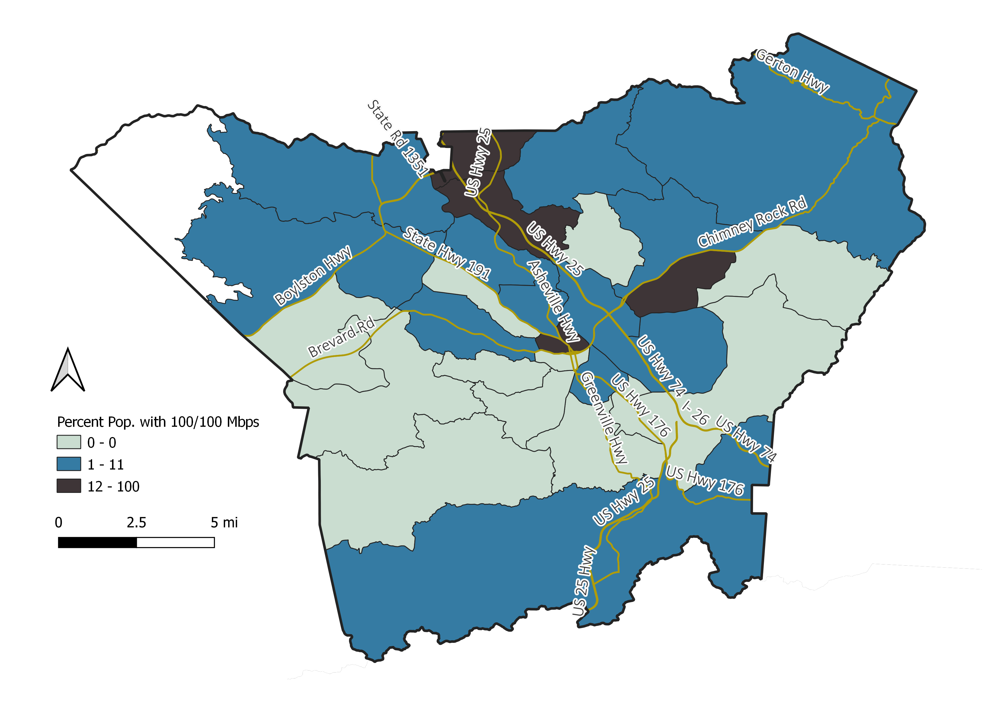 Gerton Hwy
State Rd 1351
US Hwy 25
Chimney Rock Rd
US Hwy 25
State Hwy 191
Boylston Hwy
Asheville Hwy
Brevard Rd
US Hwy 74
US Hwy 176
Greenville Hwy
I- 26
US Hwy 74
US Hwy 176
US Hwy 25
US 25 Hwy
Percent Pop. with 100/100 Mbps
0 - 0
1 - 11
12 - 100
0 2.5 5 mi